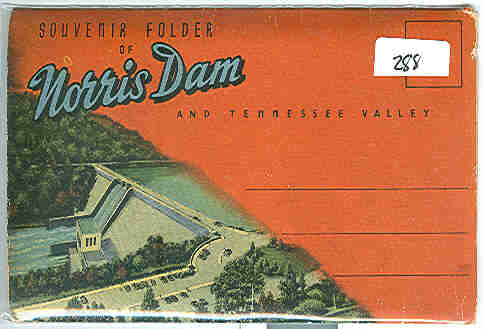 SOUVENIR FOLDER
OF
Norris Dam
AND TENNESSEE VALLEY
288